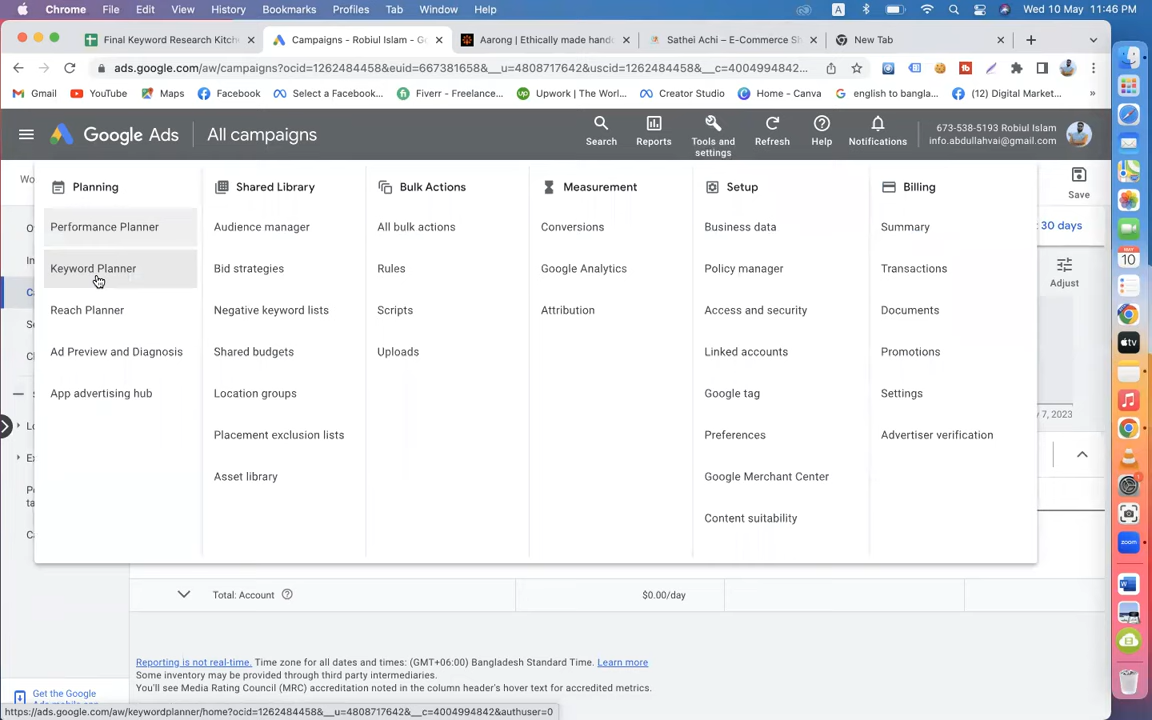 Chrome File Edit View History Bookmarks Profiles Tab Window Help A Wed 10 May 11:46 PM
Final Keyword Research Kitch Campaigns - Robiul Islam - Go Aarong | Ethically made hand Sathei Achi – E-Commerce Sh New Tab
ads.google.com/aw/campaigns?ocid=1262484458&euid=667381658&__u=4808717642&uscid=1262484458&__c=4004994842...
Gmail YouTube Maps Facebook Select a Facebook... Fiverr - Freelance... Upwork | The Worl... Creator Studio Home - Canva english to bangla... (12) Digital Market... »
Google Ads All campaigns Search Reports Tools and settings Refresh Help Notifications
673-538-5193 Robiul Islam
info.abdullahvai@gmail.com
Planning Shared Library Bulk Actions Measurement Setup Billing
Save
Performance Planner Audience manager All bulk actions Conversions Business data Summary
30 days
Keyword Planner Bid strategies Rules Google Analytics Policy manager Transactions
Adjust
Reach Planner Negative keyword lists Scripts Attribution Access and security Documents
Ad Preview and Diagnosis Shared budgets Uploads Linked accounts Promotions
App advertising hub Location groups Google tag Settings
7, 2023
Placement exclusion lists Preferences Advertiser verification
Asset library Google Merchant Center
Content suitability
Total: Account $0.00/day
Reporting is not real-time. Time zone for all dates and times: (GMT+06:00) Bangladesh Standard Time. Learn more
Some inventory may be provided through third party intermediaries.
You'll see Media Rating Council (MRC) accreditation noted in the column header's hover text for accredited metrics.
Get the Google
https://ads.google.com/aw/keywordplanner/home?ocid=1262484458&__u=4808717642&__c=4004994842&authuser=0
MAY
10
tv
zoom